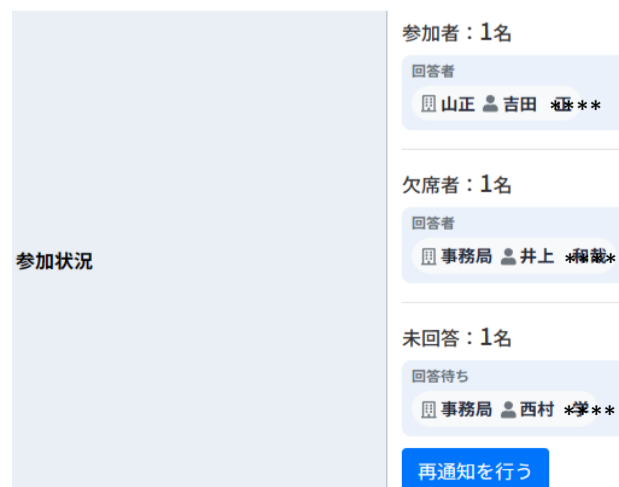 参加者：1名
回答者
山正 吉田 ****
欠席者：1名
回答者
事務局 井上 ****
参加状況
未回答：1名
回答待ち
事務局 西村 ****
再通知を行う